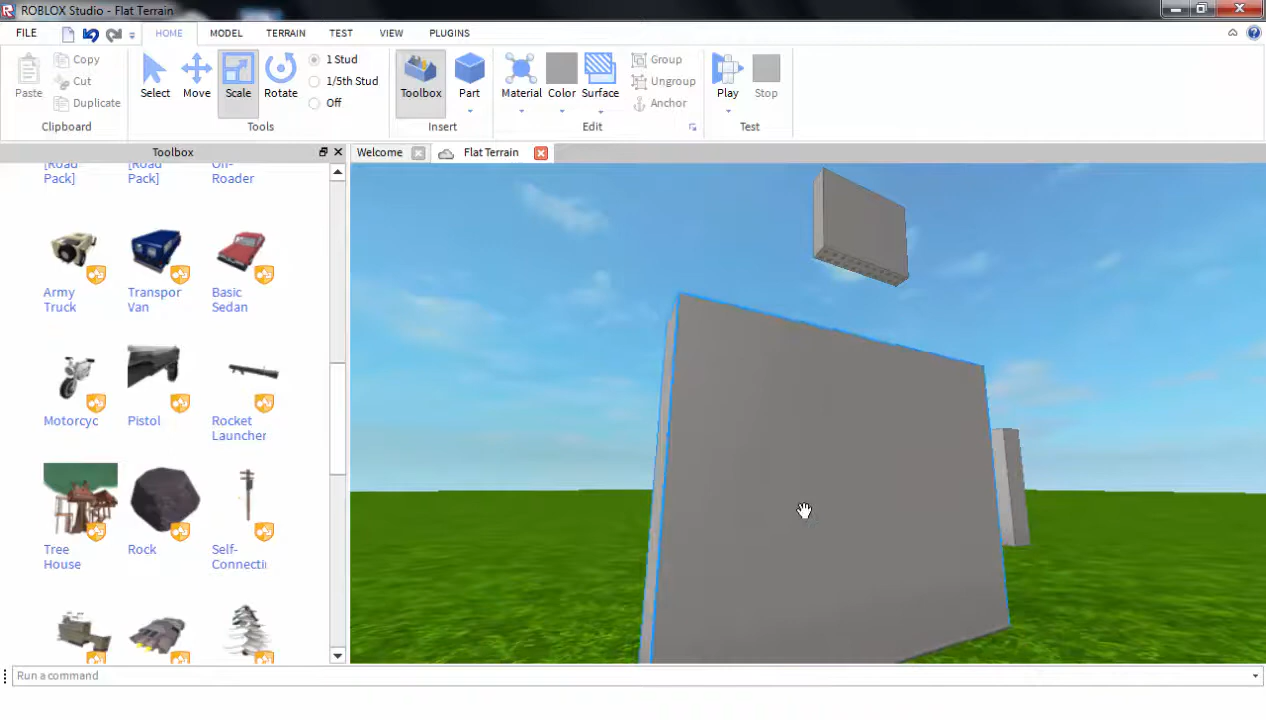 ROBLOX Studio - Flat Terrain
FILE HOME MODEL TERRAIN TEST VIEW PLUGINS
Paste
Copy
Cut
Duplicate
Clipboard
Select Move Scale Rotate
1 Stud
1/5th Stud
Off
Tools
Toolbox Part
Insert
Material Color Surface
Group
Ungroup
Anchor
Edit
Play Stop
Test
Toolbox
Welcome
Flat Terrain
[Road
Pack]
[Road
Pack]
Off-
Roader
Army
Truck
Transpor
Van
Basic
Sedan
Motorcyc
Pistol
Rocket
Launcher
Tree
House
Rock
Self-
Connecti
Run a command